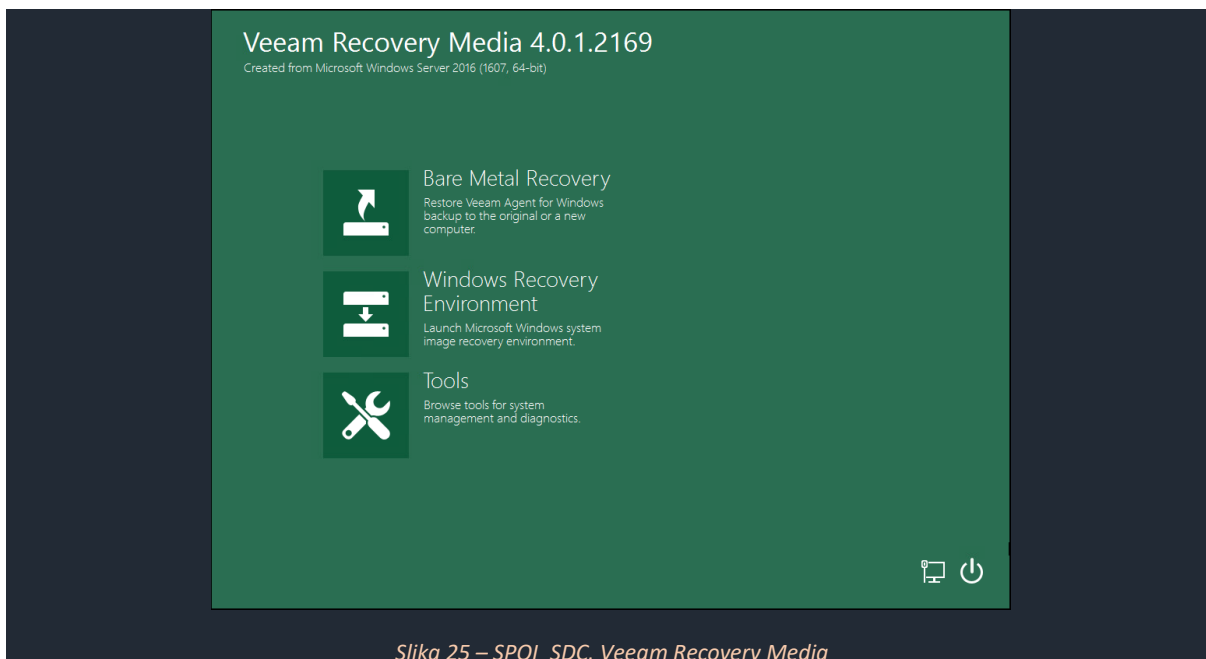 Veeam Recovery Media 4.0.1.2169
Created from Microsoft Windows Server 2016 (1607, 64-bit)
Bare Metal Recovery
Restore Veeam Agent for Windows
backup to the original or a new
computer.
Windows Recovery
Environment
Launch Microsoft Windows system
image recovery environment.
Tools
Browse tools for system
management and diagnostics.
Slika 25 – SPOI_SDC, Veeam Recovery Media